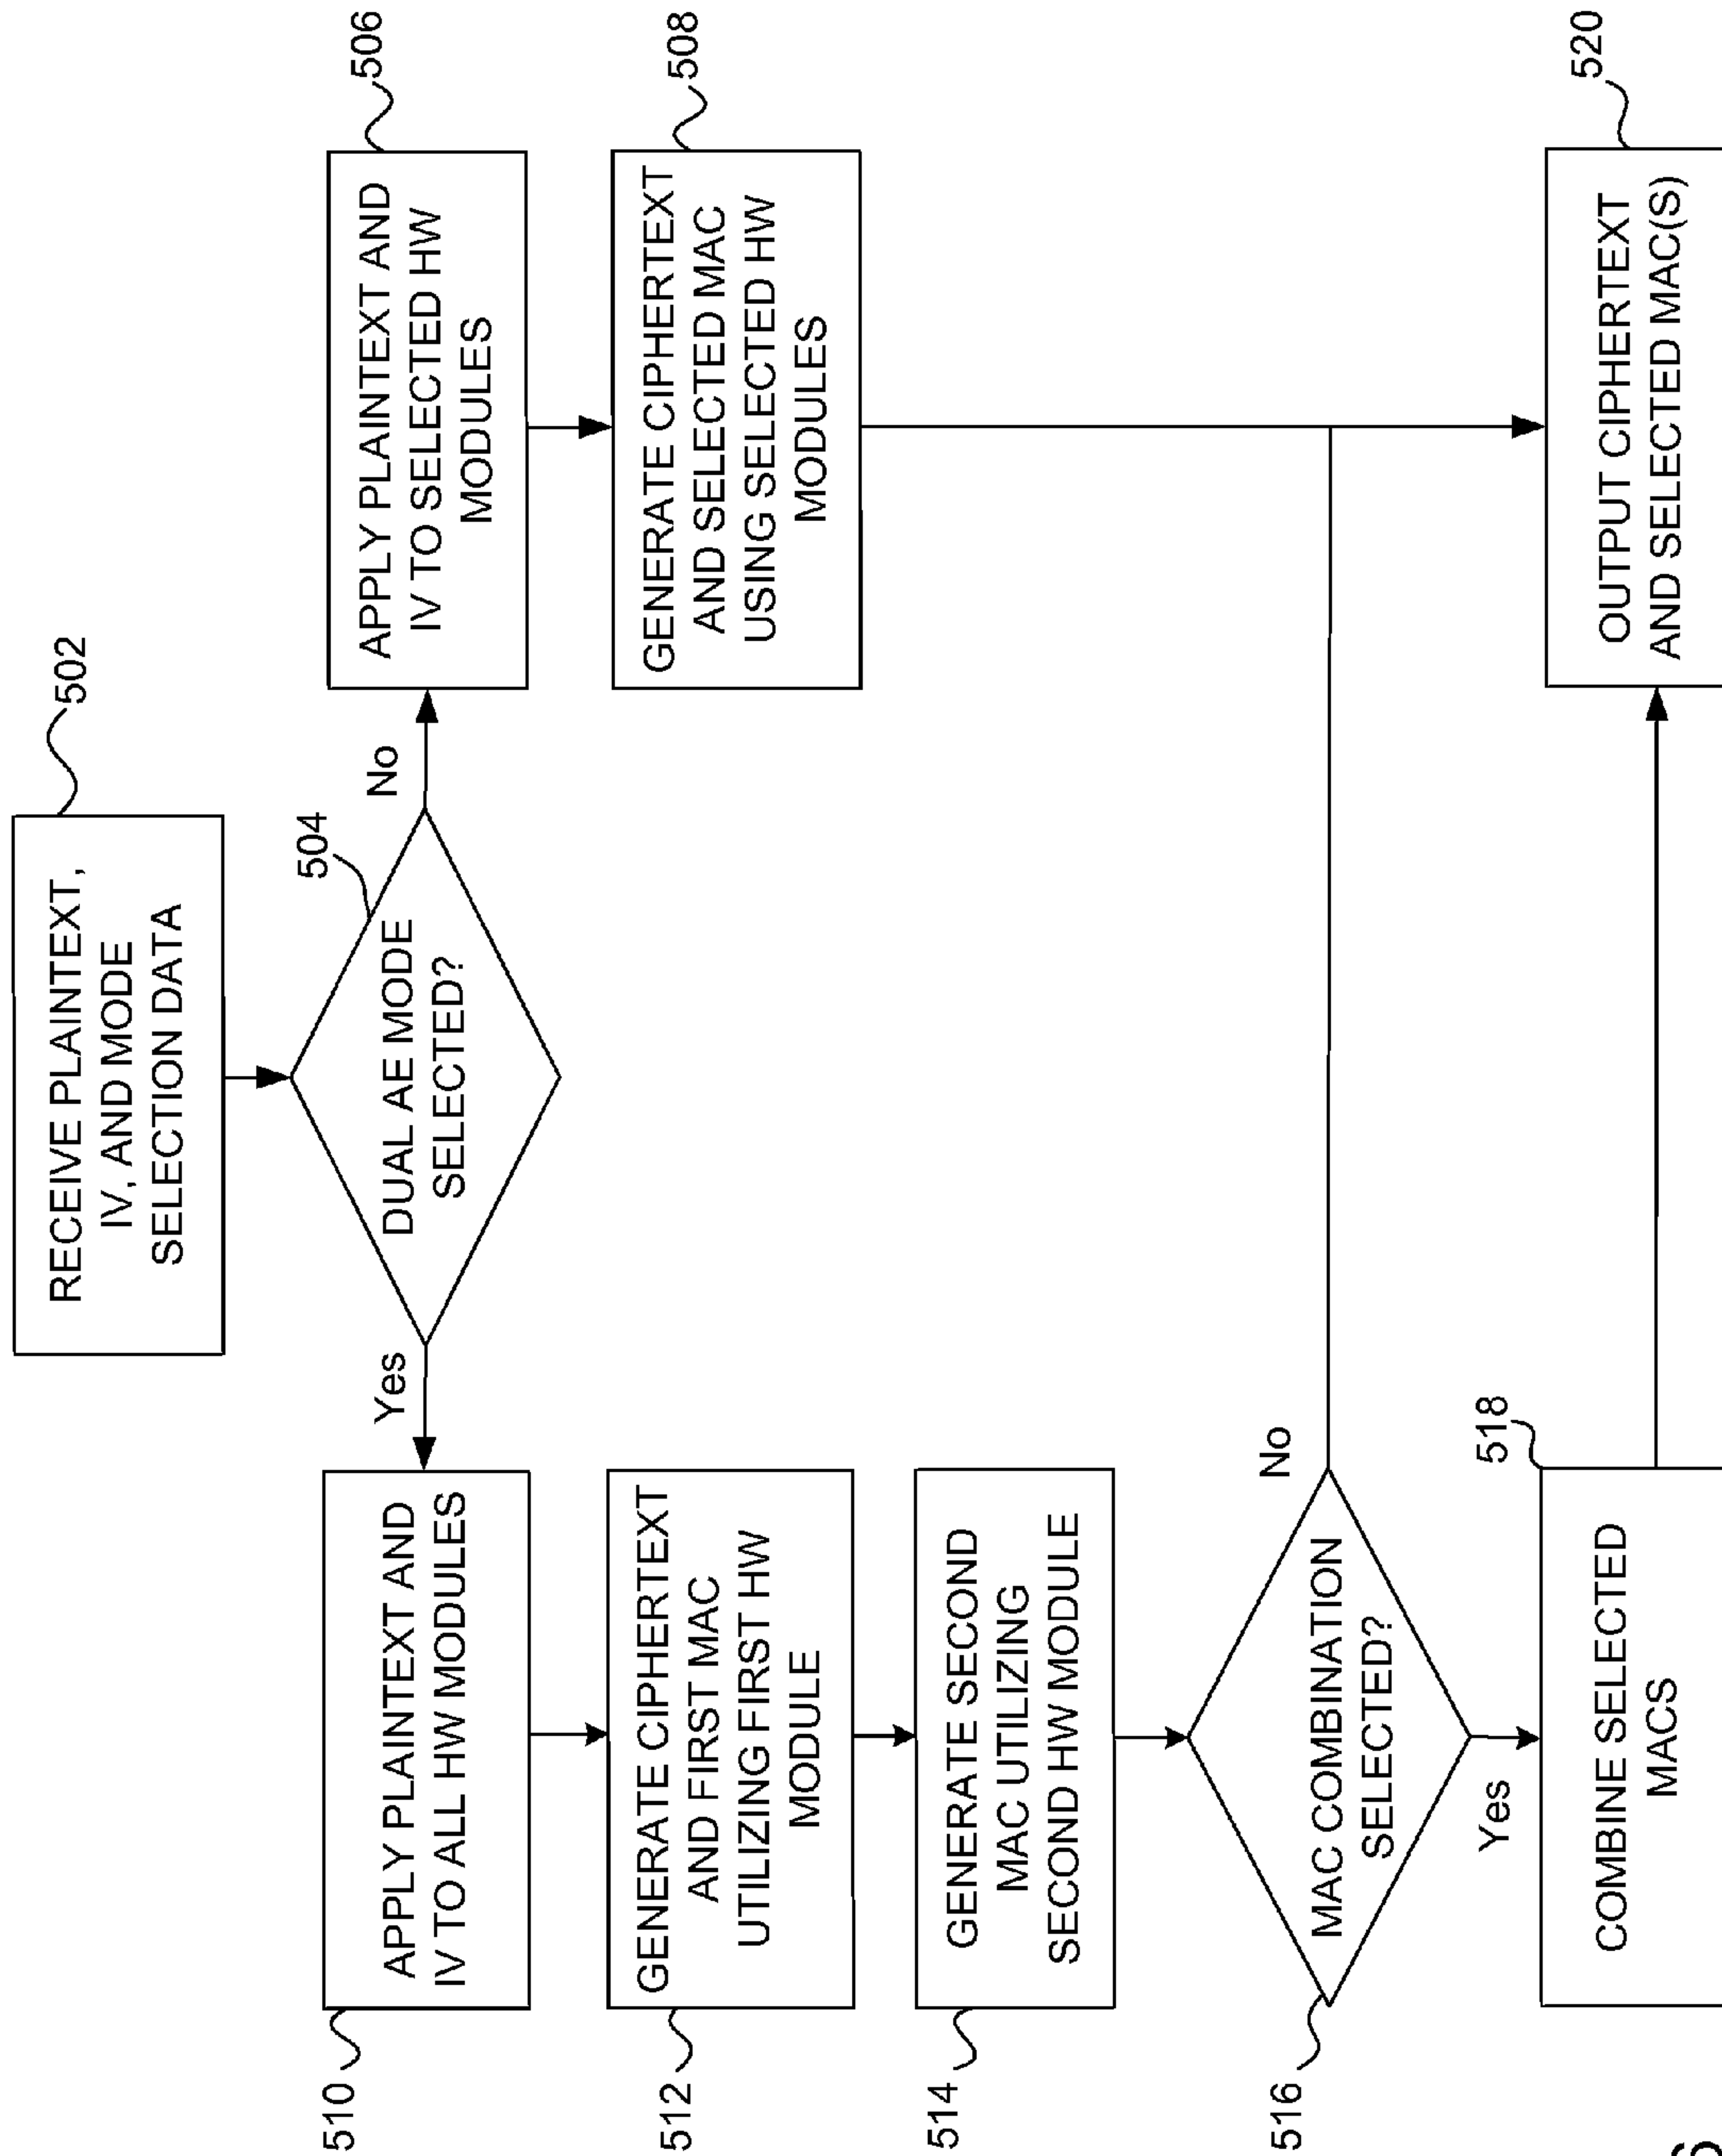 502
RECEIVE PLAINTEXT,
IV, AND MODE
SELECTION DATA
504
DUAL AE MODE
SELECTED?
Yes
No
506
APPLY PLAINTEXT AND
IV TO SELECTED HW
MODULES
508
GENERATE CIPHERTEXT
AND SELECTED MAC
USING SELECTED HW
MODULES
510
APPLY PLAINTEXT AND
IV TO ALL HW MODULES
512
GENERATE CIPHERTEXT
AND FIRST MAC
UTILIZING FIRST HW
MODULE
514
GENERATE SECOND
MAC UTILIZING
SECOND HW MODULE
516
MAC COMBINATION
SELECTED?
No
Yes
518
COMBINE SELECTED
MACS
520
OUTPUT CIPHERTEXT
AND SELECTED MAC(S)